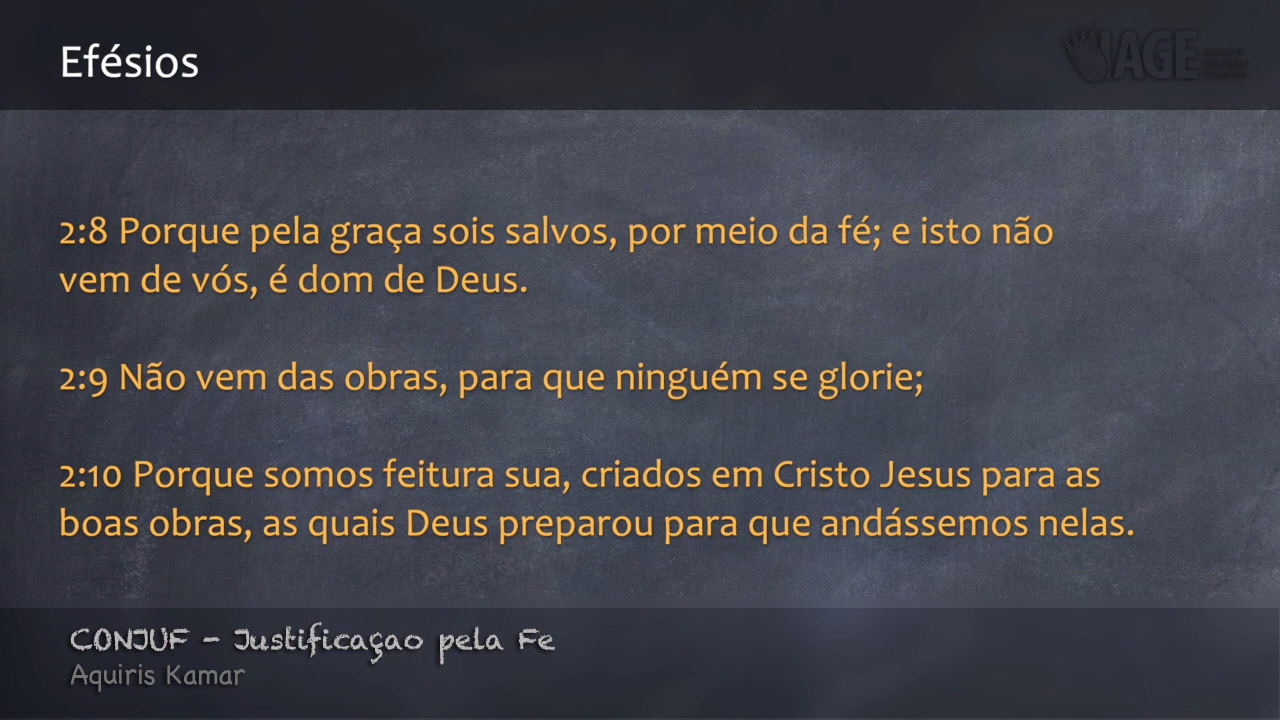 Efésios
IAGE
2:8 Porque pela graça sois salvos, por meio da fé; e isto não
vem de vós, é dom de Deus.
2:9 Não vem das obras, para que ninguém se glorie;
2:10 Porque somos feitura sua, criados em Cristo Jesus para as
boas obras, as quais Deus preparou para que andássemos nelas.
CONJUF - Justificaçao pela Fe
Aquiris Kamar